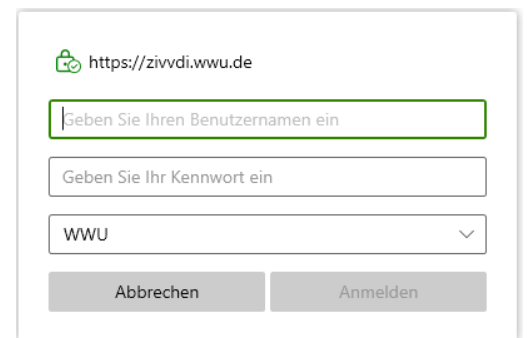 https://zivvdi.wwu.de
Geben Sie Ihren Benutzernamen ein
Geben Sie Ihr Kennwort ein
WWU
Abbrechen Anmelden